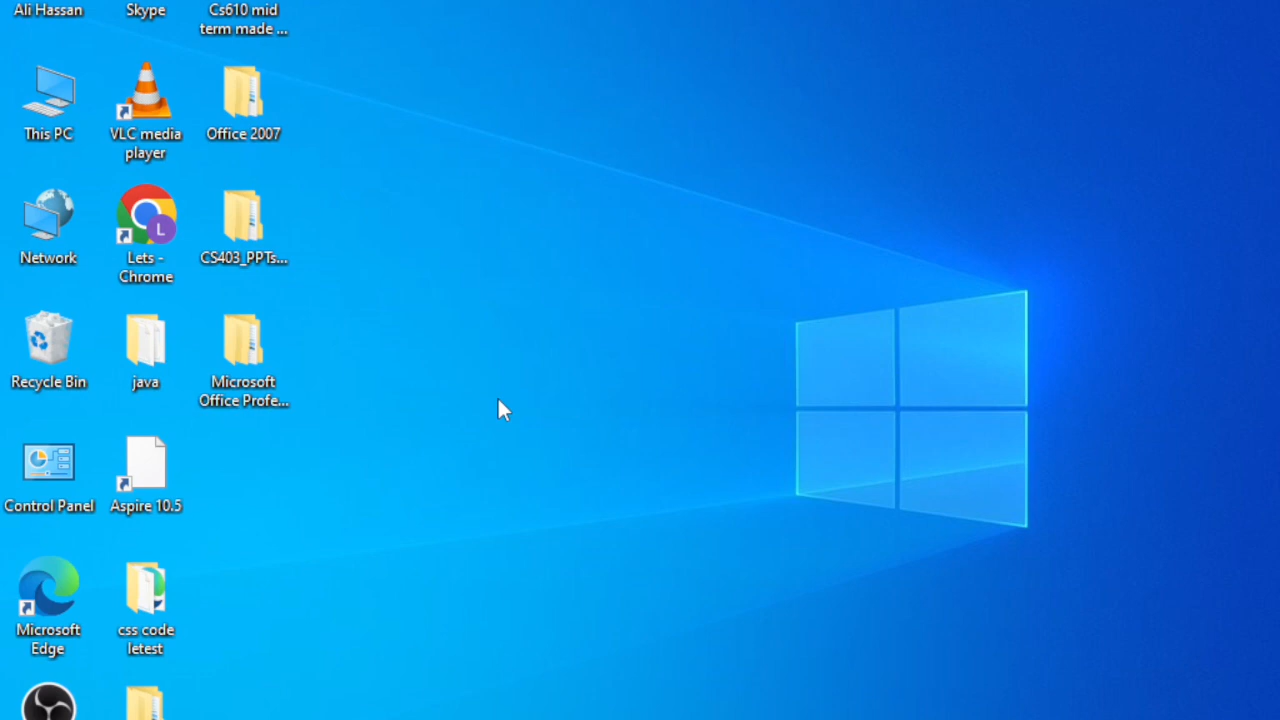 Ali Hassan
Skype
Cs610 mid
term made ...
This PC
VLC media
player
Office 2007
Network
Lets -
Chrome
L
CS403_PPTs...
Recycle Bin
java
Microsoft
Office Profe...
Control Panel
Aspire 10.5
Microsoft
Edge
css code
letest